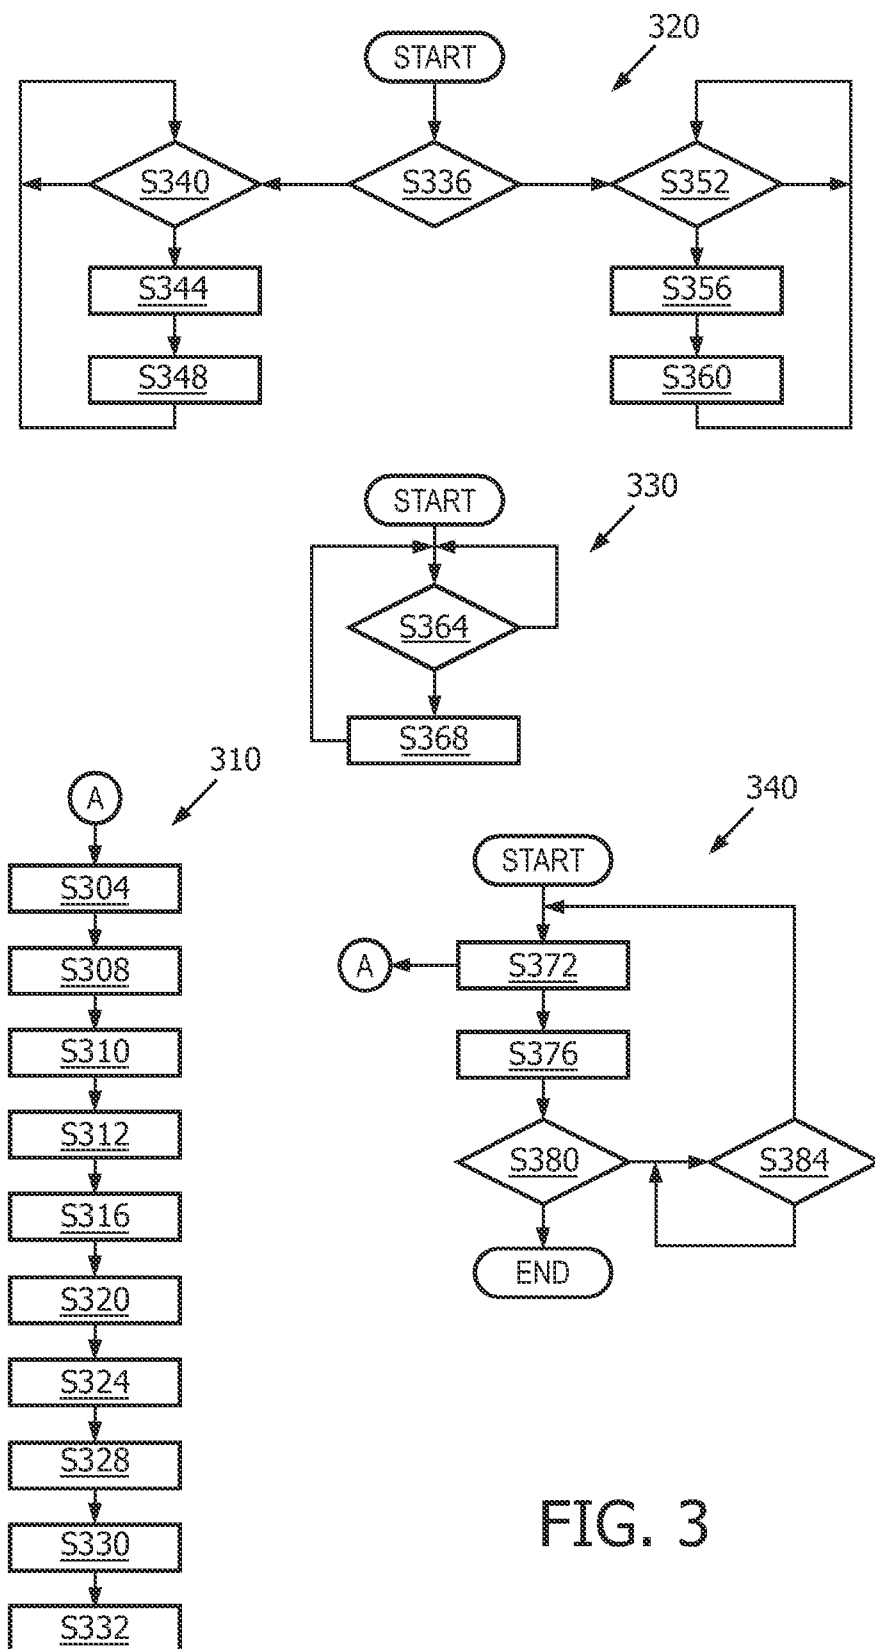 320
START
S340
S336
S352
S344
S356
S348
S360
330
START
S364
S368
310
A
S304
S308
S310
S312
S316
S320
S324
S328
S330
S332
340
START
A
S372
S376
S380
S384
END
FIG. 3